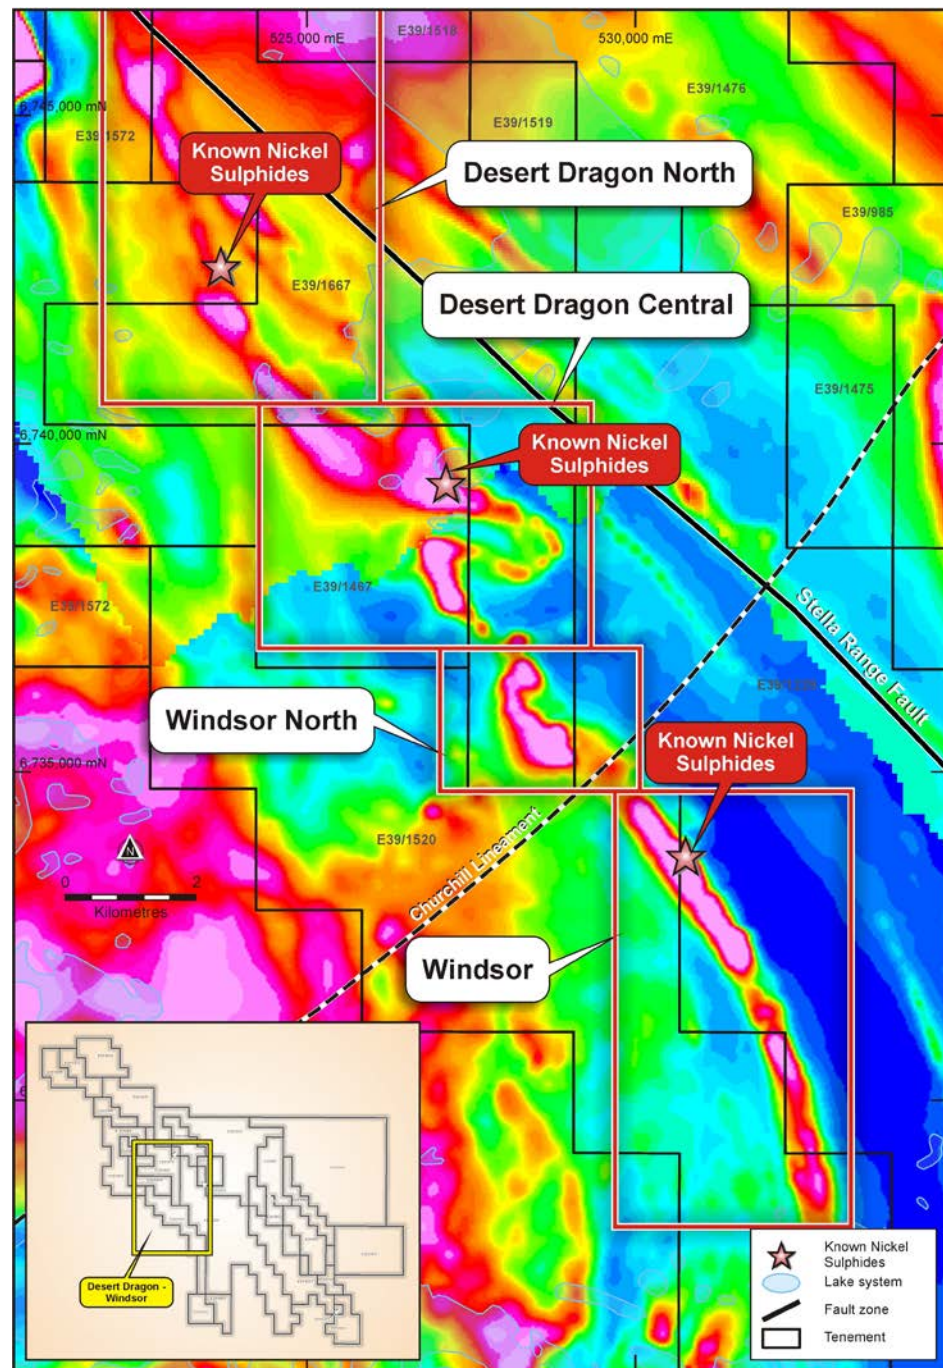 525,000 mE
530,000 mE
E39/1518
E39/1476
6,745,000 mN
E39/1572
E39/1519
Known Nickel
Sulphides
Desert Dragon North
E39/985
E39/1667
Desert Dragon Central
E39/1475
6,740,000 mN
Known Nickel
Sulphides
E39/1467
E39/1572
Stella Range Fault
Windsor North
Known Nickel
Sulphides
6,735,000 mN
E39/1520
Churchill Lineament
N
0 2
Kilometres
Windsor
Desert Dragon -
Windsor
Known Nickel
Sulphides
Lake system
Fault zone
Tenement